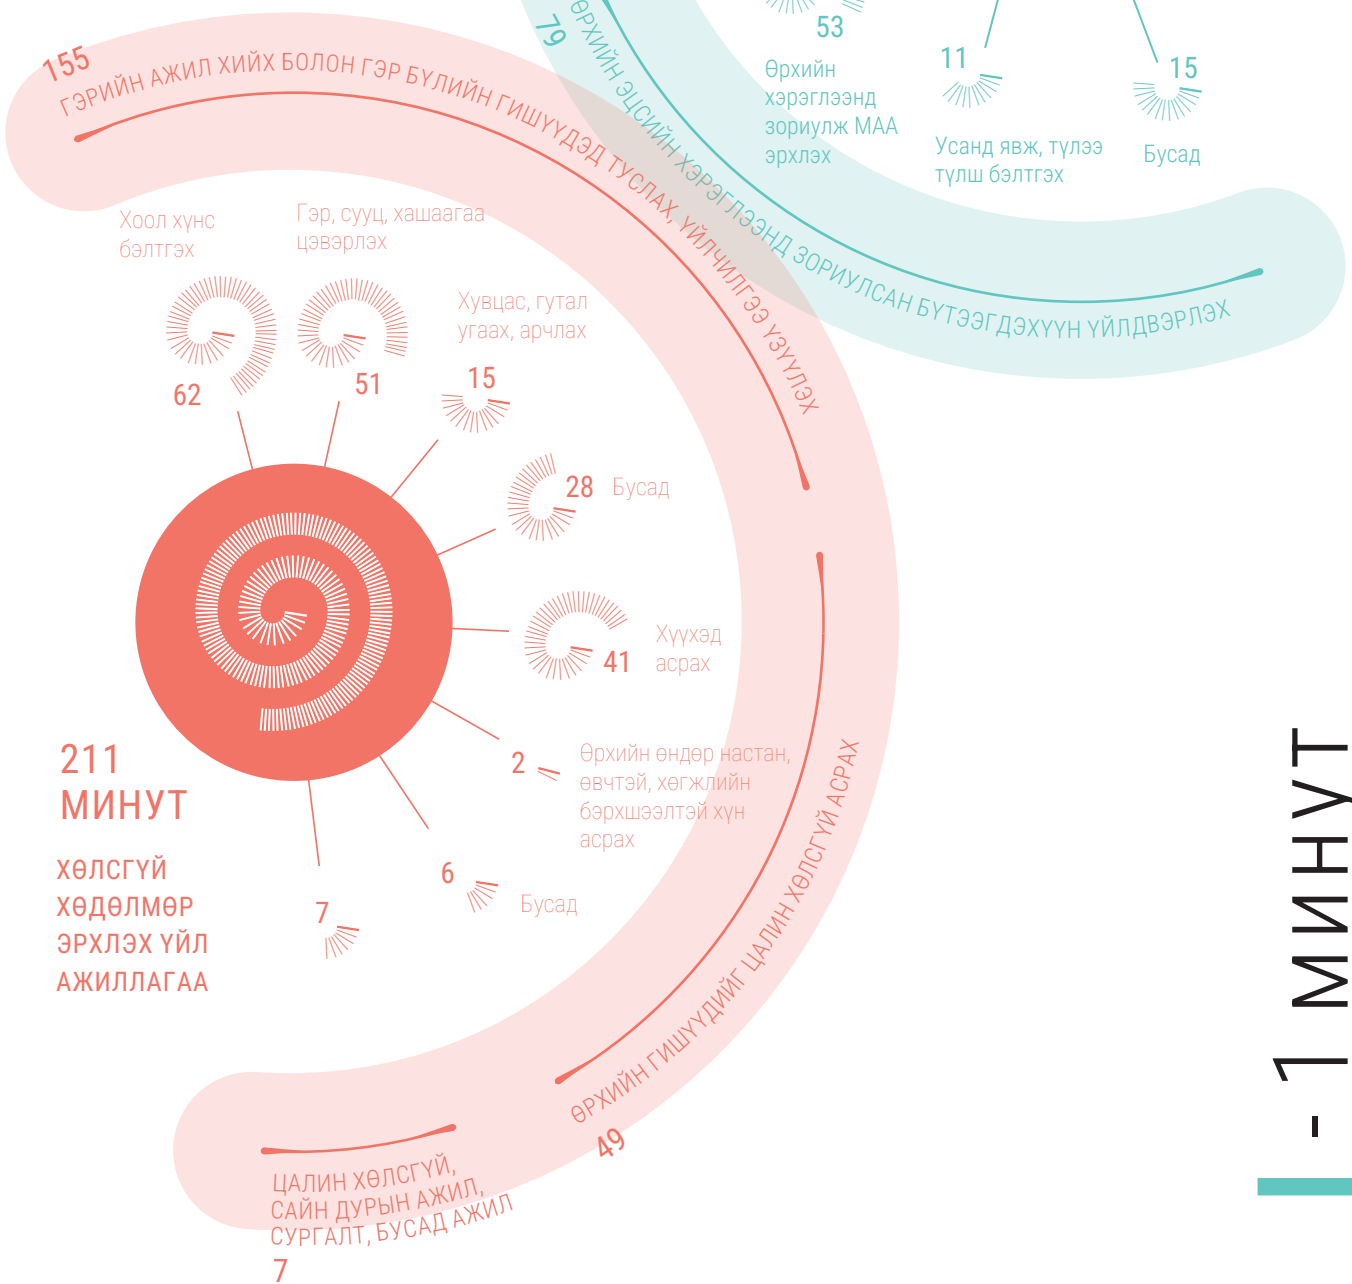 155
ГЭРИЙН АЖИЛ ХИЙХ БОЛОН ГЭР БҮЛИЙН ГИШҮҮДЭД ТУСЛАХ, ҮЙЛЧИЛГЭЭ ҮЗҮҮЛЭХ
79
ӨРХИЙН ЭЦСИЙН ХЭРЭГЛЭЭНД ЗОРИУЛСАН БҮТЭЭГДЭХҮҮН ҮЙЛДВЭРЛЭХ
53
Өрхийн
хэрэглээнд
зориулж МАА
эрхлэх
11
Усанд явж, түлээ
түлш бэлтгэх
15
Бусад
Хоол хүнс
бэлтгэх
62
Гэр, сууц, хашаагаа
цэвэрлэх
51
Хувцас, гутал
угаах, арчлах
15
28
Бусад
41
Хүүхэд
асрах
2
Өрхийн өндөр настан,
өвчтэй, хөгжлийн
бэрхшээлтэй хүн
асрах
6
Бусад
7
211
МИНУТ
ХӨЛСГҮЙ
ХӨДӨЛМӨР
ЭРХЛЭХ ҮЙЛ
АЖИЛЛАГАА
ӨРХИЙН ГИШҮҮДИЙГ ЦАЛИН ХӨЛСГҮЙ АСРАХ
49
ЦАЛИН ХӨЛСГҮЙ,
САЙН ДУРЫН АЖИЛ,
СУРГАЛТ, БУСАД АЖИЛ
7
- 1 МИНУТ